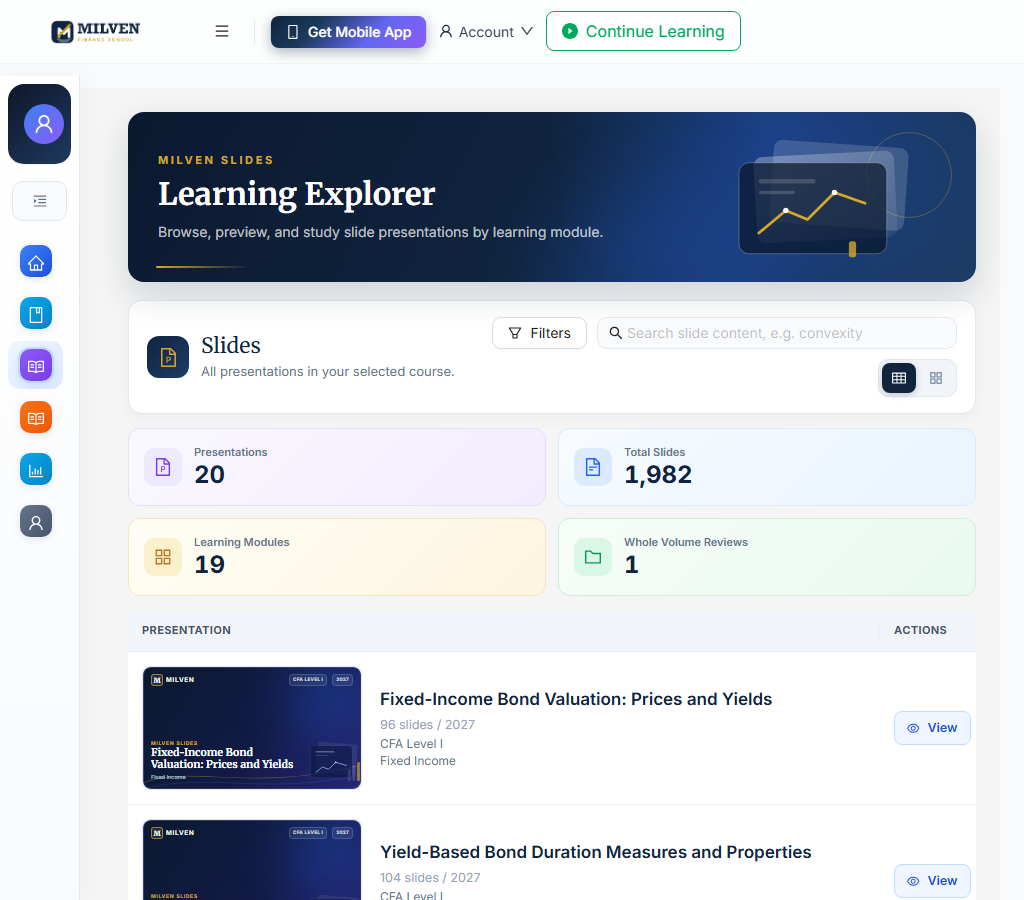 MILVEN
FINANCE SCHOOL
Get Mobile App
Account
Continue Learning
MILVEN SLIDES
Learning Explorer
Browse, preview, and study slide presentations by learning module.
Slides
All presentations in your selected course.
Filters
Search slide content, e.g. convexity
Presentations
20
Total Slides
1,982
Learning Modules
19
Whole Volume Reviews
1
PRESENTATION
ACTIONS
M MILVEN
CFA LEVEL I
2027
MILVEN SLIDES
Fixed-Income Bond
Valuation: Prices and Yields
Fixed Income
Fixed-Income Bond Valuation: Prices and Yields
96 slides / 2027
CFA Level I
Fixed Income
View
M MILVEN
CFA LEVEL I
2027
MILVEN SLIDES
Yield-Based Bond Duration Measures and Properties
104 slides / 2027
CFA Level I
View